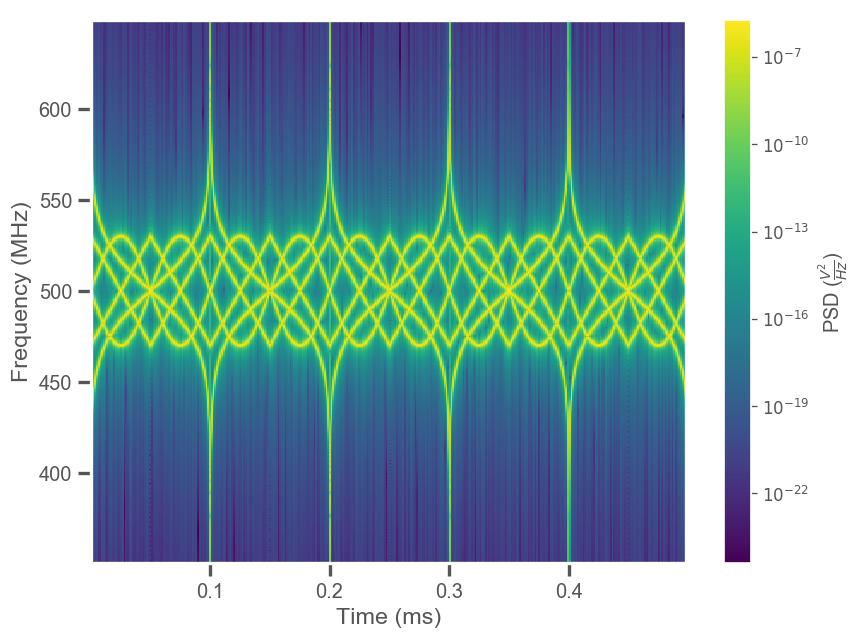 600
550
500
450
400
Frequency (MHz)
0.1 0.2 0.3 0.4
Time (ms)
10⁻⁷
10⁻¹⁰
10⁻¹³
10⁻¹⁶
10⁻¹⁹
10⁻²²
PSD (V²/Hz)